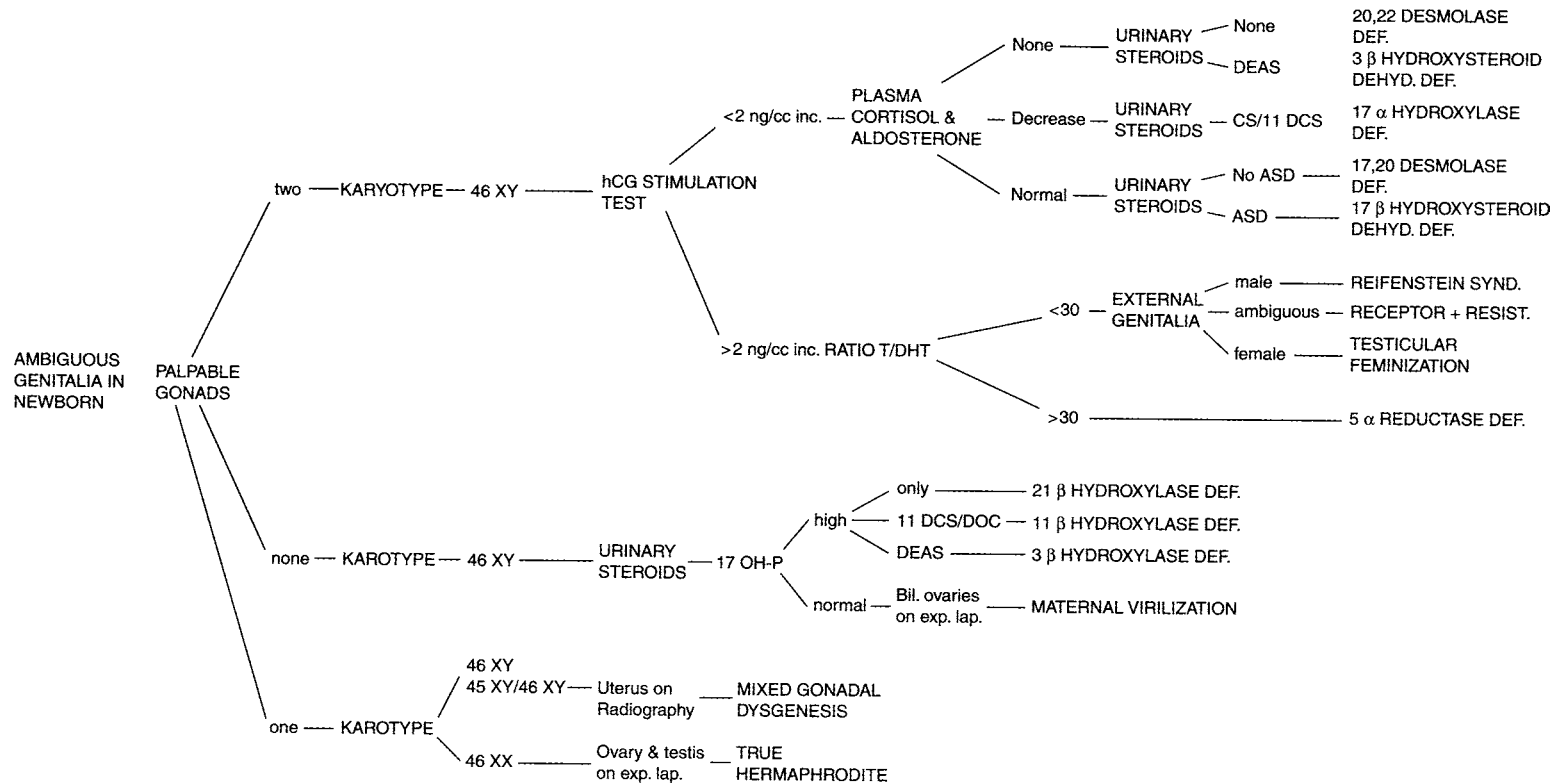 AMBIGUOUS
GENITALIA IN
NEWBORN
PALPABLE
GONADS
two
KARYOTYPE
46 XY
hCG STIMULATION
TEST
<2 ng/cc inc.
PLASMA
CORTISOL &
ALDOSTERONE
None
URINARY
STEROIDS
None
20,22 DESMOLASE
DEF.
DEAS
3 β HYDROXYSTEROID
DEHYD. DEF.
Decrease
URINARY
STEROIDS
CS/11 DCS
17 α HYDROXYLASE
DEF.
Normal
URINARY
STEROIDS
No ASD
17,20 DESMOLASE
DEF.
ASD
17 β HYDROXYSTEROID
DEHYD. DEF.
>2 ng/cc inc. RATIO T/DHT
<30
EXTERNAL
GENITALIA
male
REIFENSTEIN SYND.
ambiguous
RECEPTOR + RESIST.
female
TESTICULAR
FEMINIZATION
>30
5 α REDUCTASE DEF.
none
KAROTYPE
46 XY
URINARY
STEROIDS
17 OH-P
high
only
21 β HYDROXYLASE DEF.
11 DCS/DOC
11 β HYDROXYLASE DEF.
DEAS
3 β HYDROXYLASE DEF.
normal
Bil. ovaries
on exp. lap.
MATERNAL VIRILIZATION
one
KAROTYPE
46 XY
45 XY/46 XY
Uterus on
Radiography
MIXED GONADAL
DYSGENESIS
46 XX
Ovary & testis
on exp. lap.
TRUE
HERMAPHRODITE